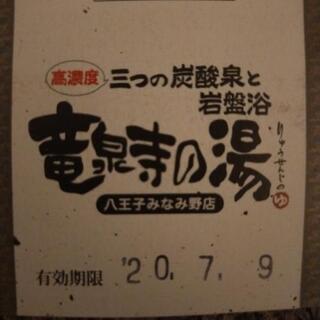 高濃度 三つの炭酸泉と
岩盤浴
竜泉寺の湯
りゅうせんじのゆ
八王子みなみ野店
有効期限 '20. 7. 9